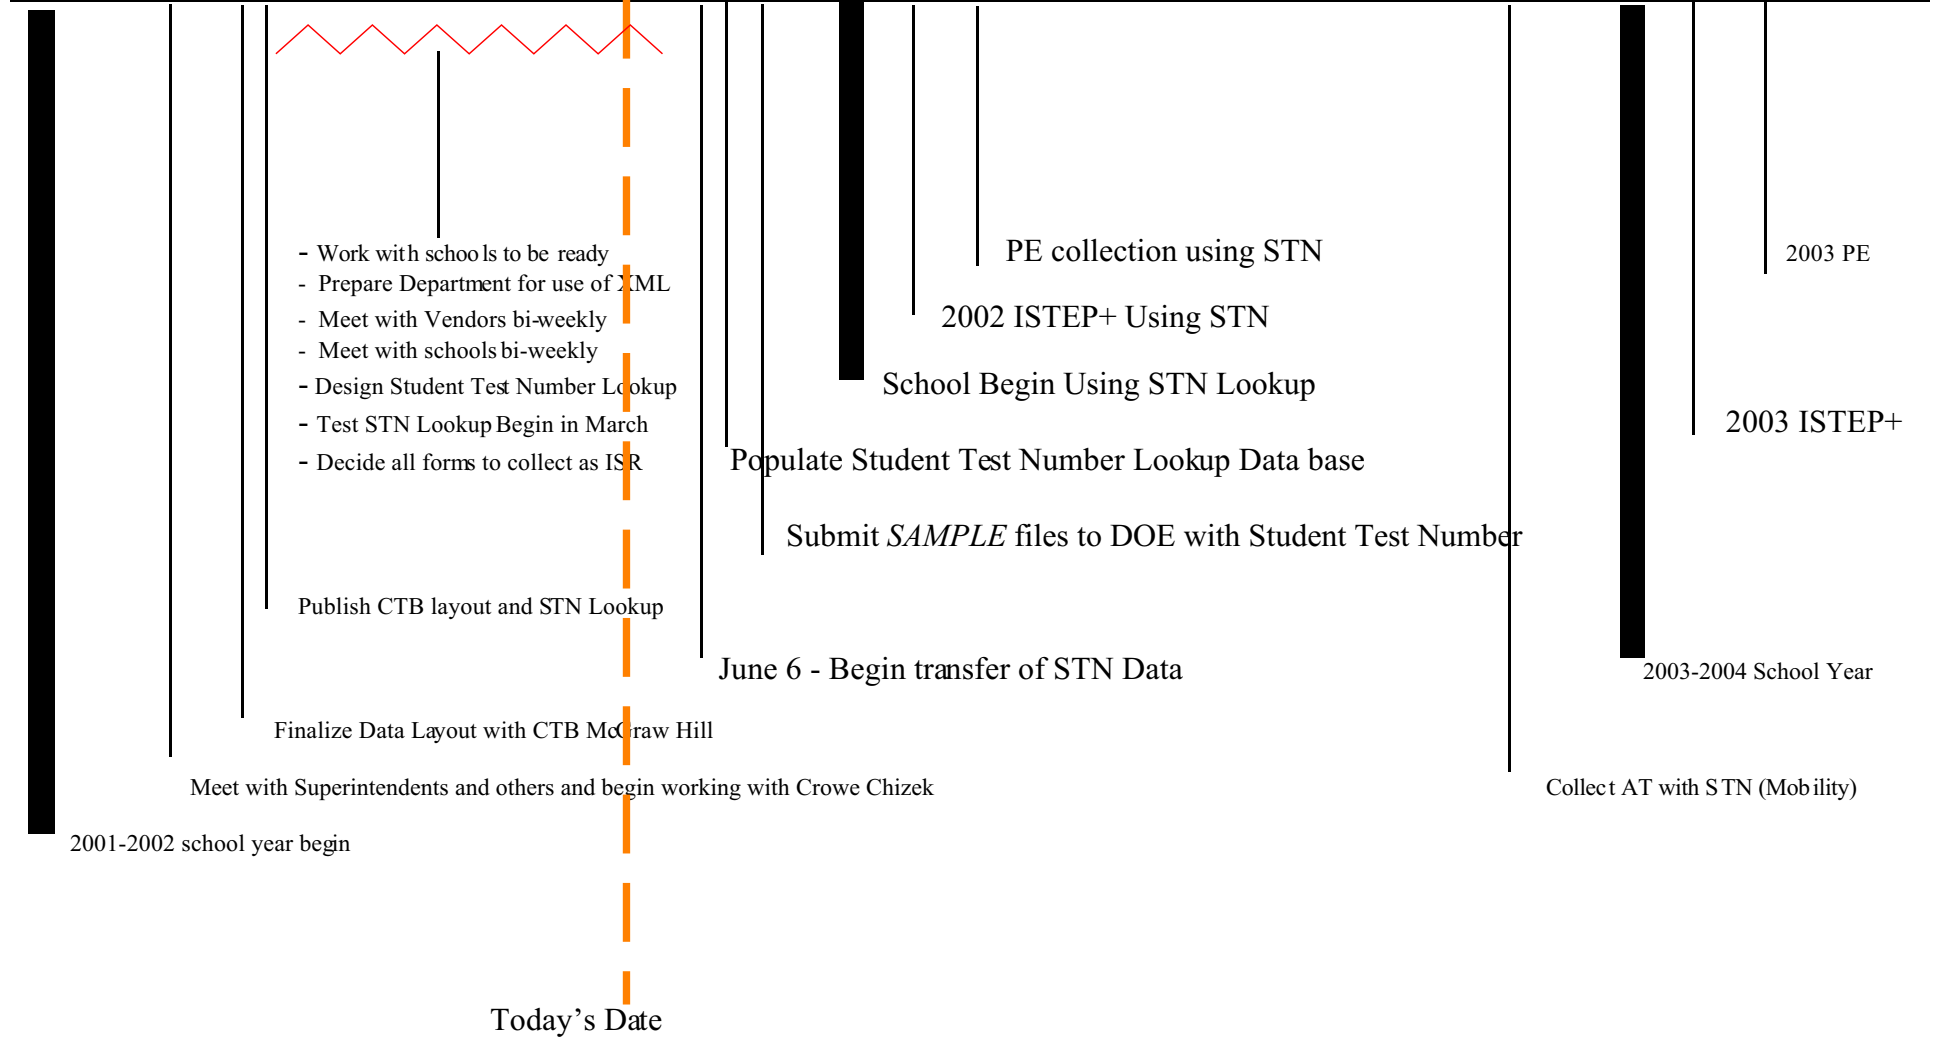 - Work with schools to be ready
- Prepare Department for use of XML
- Meet with Vendors bi-weekly
- Meet with schools bi-weekly
- Design Student Test Number Lookup
- Test STN Lookup Begin in March
- Decide all forms to collect as ISR
PE collection using STN
2003 PE
2002 ISTEP+ Using STN
School Begin Using STN Lookup
2003 ISTEP+
Populate Student Test Number Lookup Data base
Submit SAMPLE files to DOE with Student Test Number
Publish CTB layout and STN Lookup
June 6 - Begin transfer of STN Data
2003-2004 School Year
Finalize Data Layout with CTB McGraw Hill
Meet with Superintendents and others and begin working with Crowe Chizek
Collect AT with STN (Mobility)
2001-2002 school year begin
Today’s Date